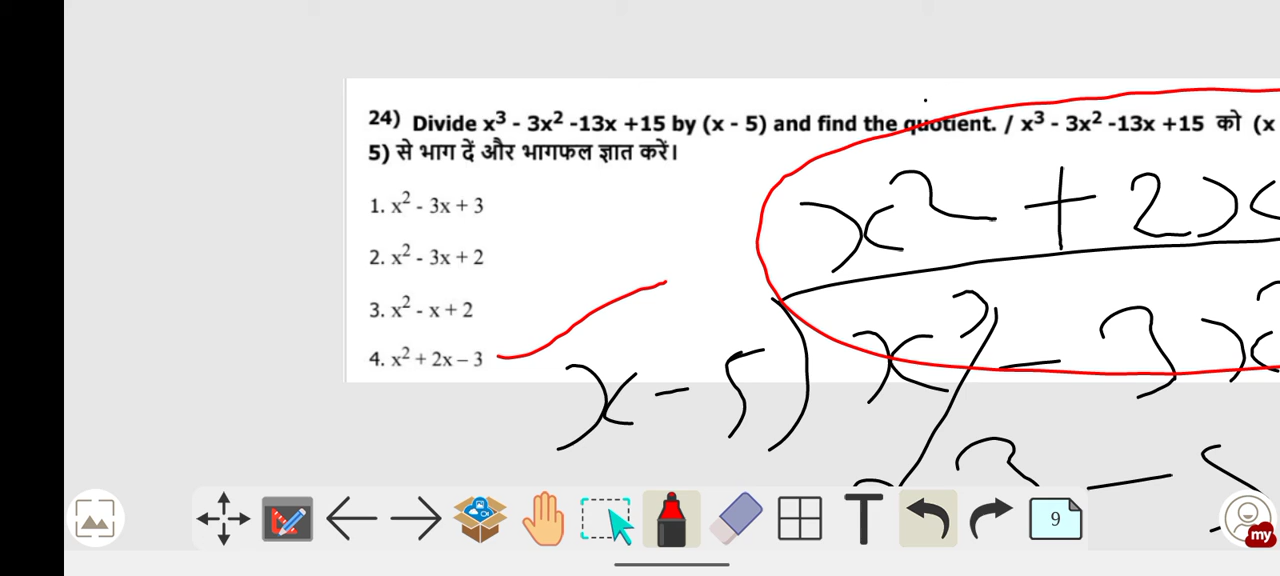 24) Divide x³ - 3x² -13x +15 by (x - 5) and find the quotient. / x³ - 3x² -13x +15 को (x
5) से भाग दें और भागफल ज्ञात करें।
1. x² - 3x + 3
2. x² - 3x + 2
3. x² - x + 2
4. x² + 2x – 3
x² + 2x
x - 5) x³ - 3x²
9
my